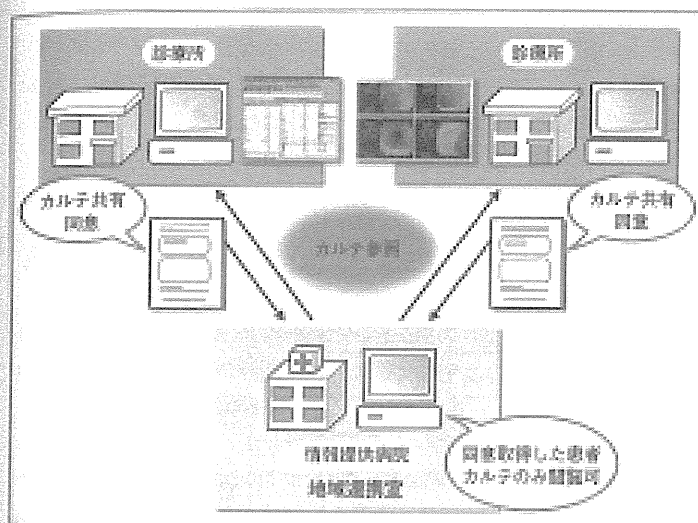 診療所
診療所
カルテ共有
同意
カルテ共有
同意
カルテ参照
情報提供病院
地域連携室
同意取得した患者
カルテのみ閲覧可